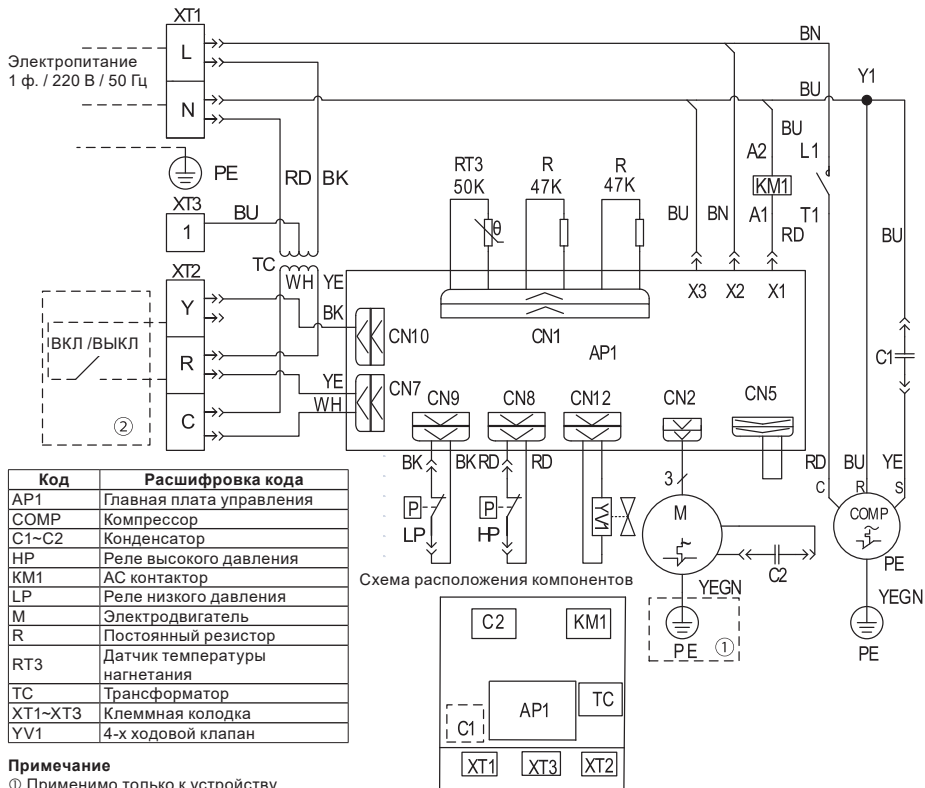 XT1
BN
L
Электропитание
1 ф. / 220 В / 50 Гц
Y1
BU
N
BU
A2 L1
RT3 R R
50K 47K 47K
PE
RD BK
KM1
XT3
BU
θ
BU BN
A1 T1
1
RD
BU
TC
XT2
WH YE
X3 X2 X1
Y
BK
CN10
CN1
C1
ВКЛ /ВЫКЛ
AP1
R
YE
CN7
CN9 CN8 CN12 CN2 CN5
WH
②
C
BK BK RD RD
RD BU YE
3
C R S
P P
M
COMP
LP HP YV1
PE
C2
YEGN
YEGN
PE ①
PE
Код Расшифровка кода
AP1 Главная плата управления
COMP Компрессор
C1~C2 Конденсатор
HP Реле высокого давления
KM1 AC контактор
LP Реле низкого давления
M Электродвигатель
R Постоянный резистор
RT3 Датчик температуры
нагнетания
TC Трансформатор
XT1~XT3 Клеммная колодка
YV1 4-х ходовой клапан
Схема расположения компонентов
C2 KM1
AP1 TC
C1
XT1 XT3 XT2
Примечание
① Применимо только к устройству